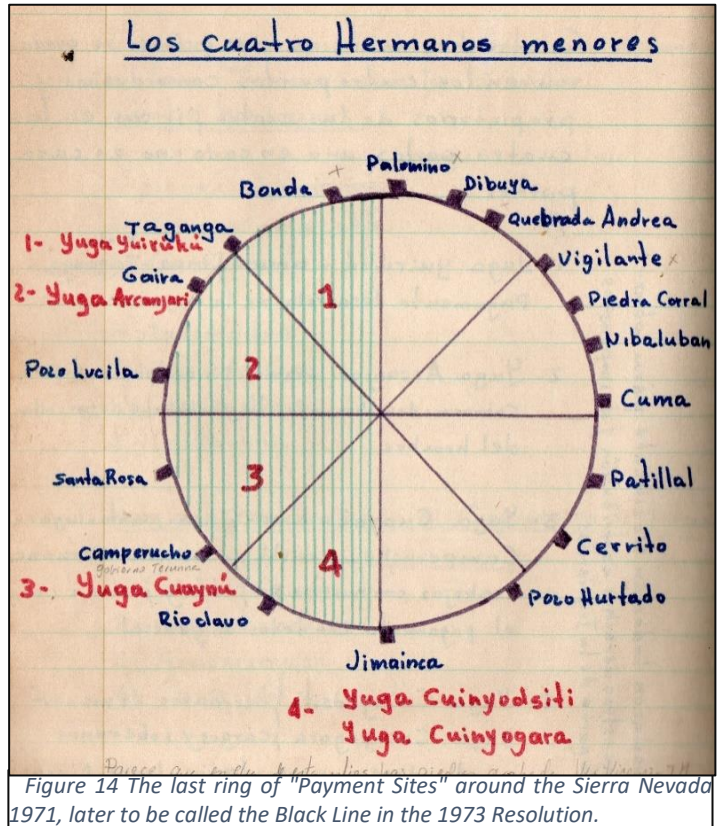 Los cuatro Hermanos menores
Palomino
Bonda
Dibuya
Quebrada Andrea
Taganga
1- Yuga Yuirukú
Vigilante
Gaira
2- Yuga Arcanjari
1
Piedra Corral
Nibaluban
Pozo Lucila
2
Cuma
Santa Rosa
3
Patillal
Camperucho
Gobierno Terunna
Cerrito
3- Yuga Cuaynú
4
Pozo Hurtado
Rioclavo
Jimainca
4- Yuga Cuinyodsiti
Yuga Cuinyogara
Figure 14 The last ring of "Payment Sites" around the Sierra Nevada
1971, later to be called the Black Line in the 1973 Resolution.